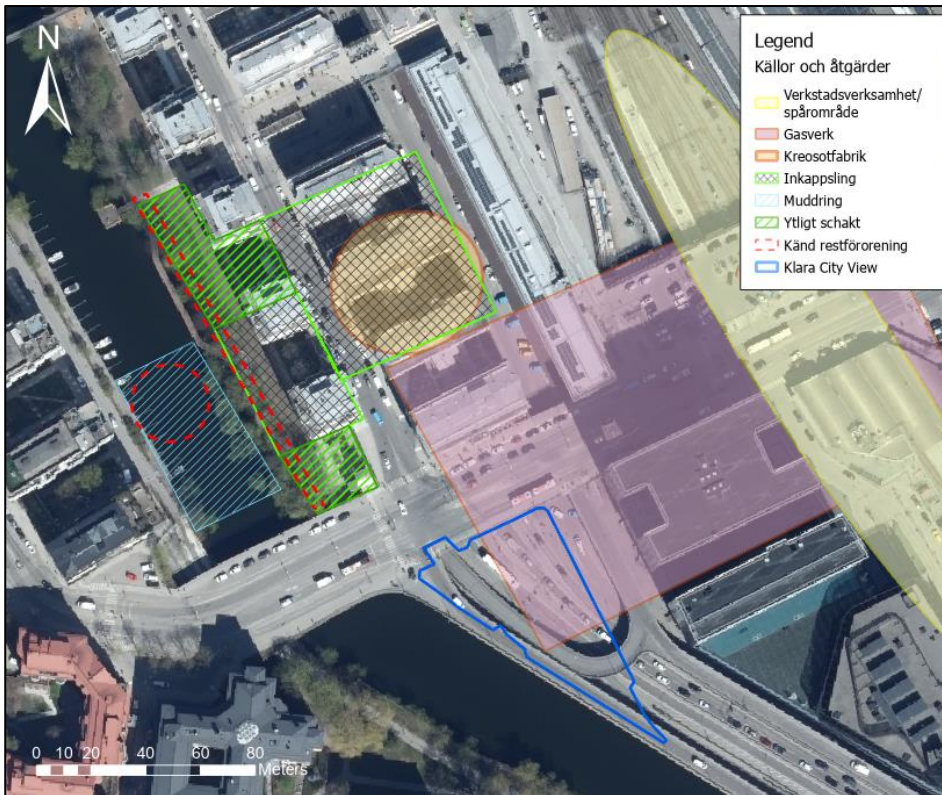 N
Legend
Källor och åtgärder
Verkstadsverksamhet/
spårområde
Gasverk
Kreosotfabrik
Inkappsling
Muddring
Ytligt schakt
Känd restförorening
Klara City View
0 10 20 40 60 80
Meters